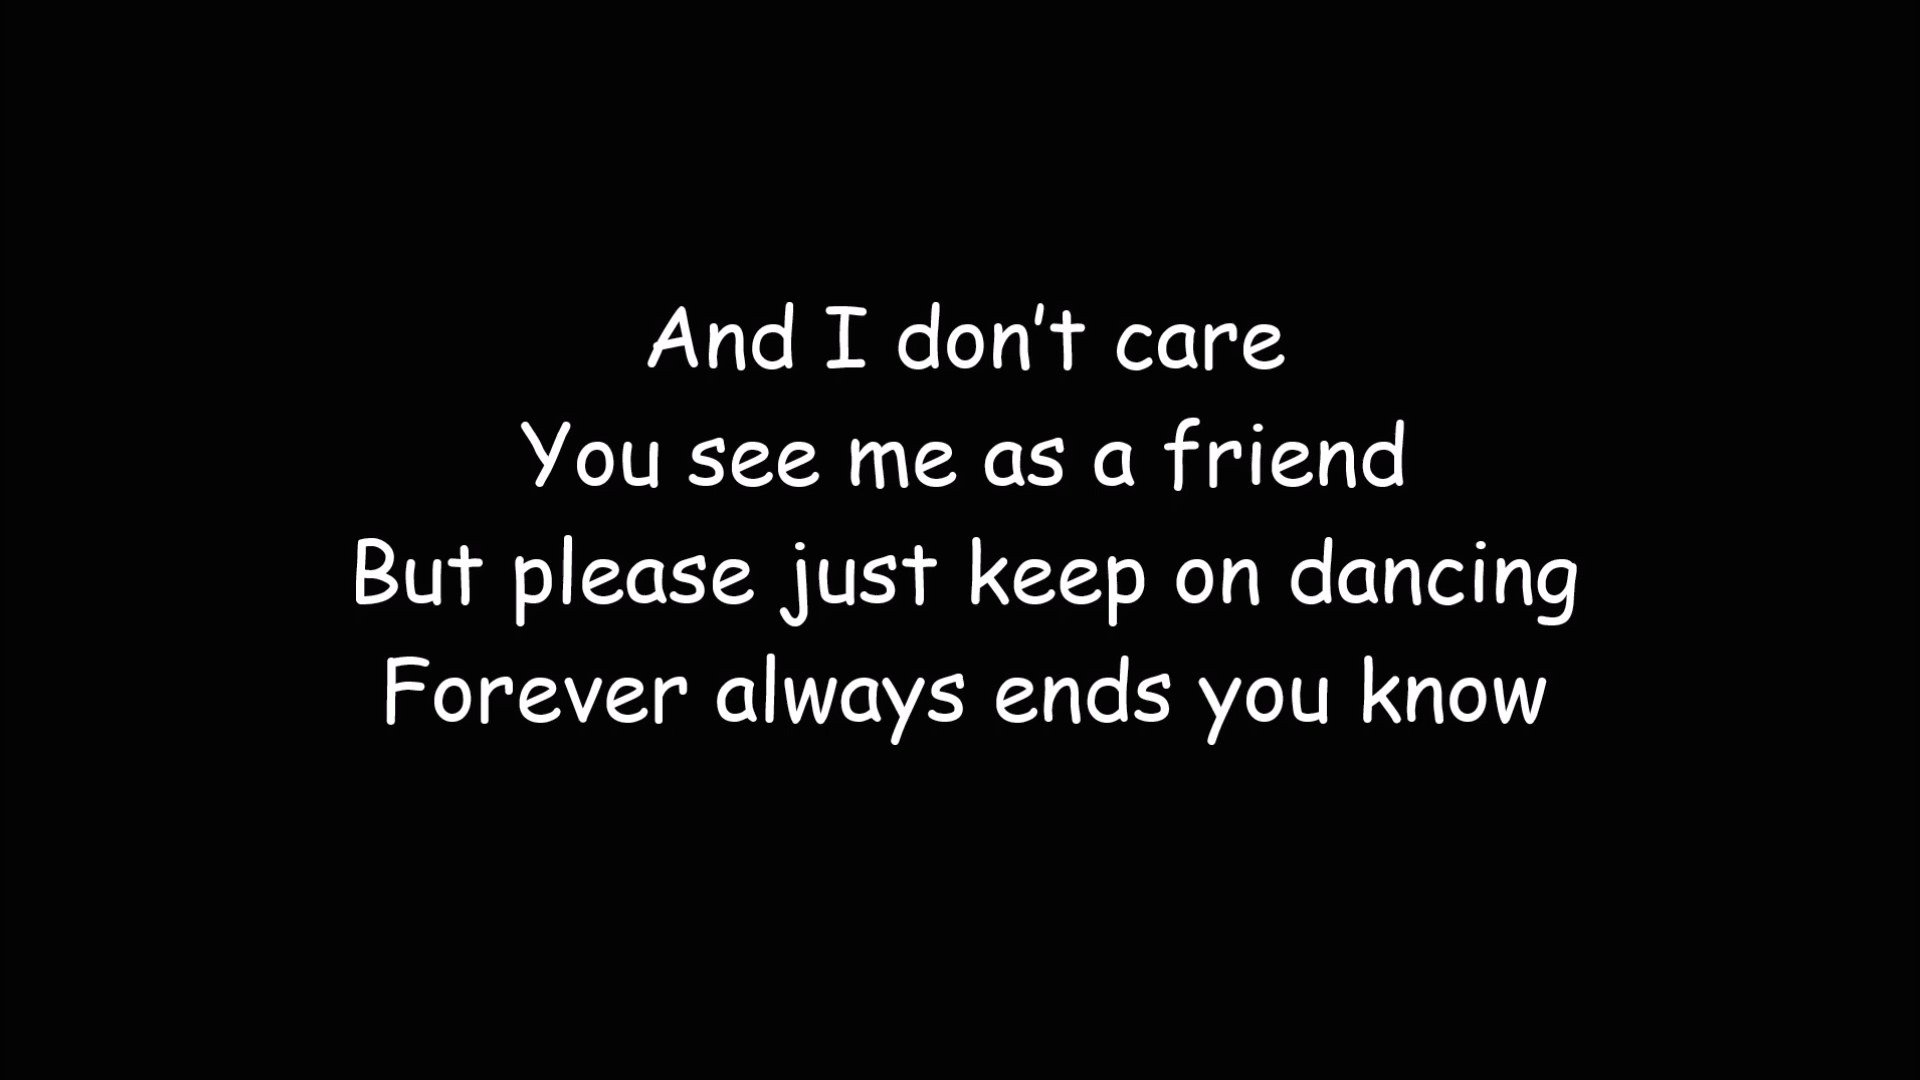 And I don't care
You see me as a friend
But please just keep on dancing
Forever always ends you know